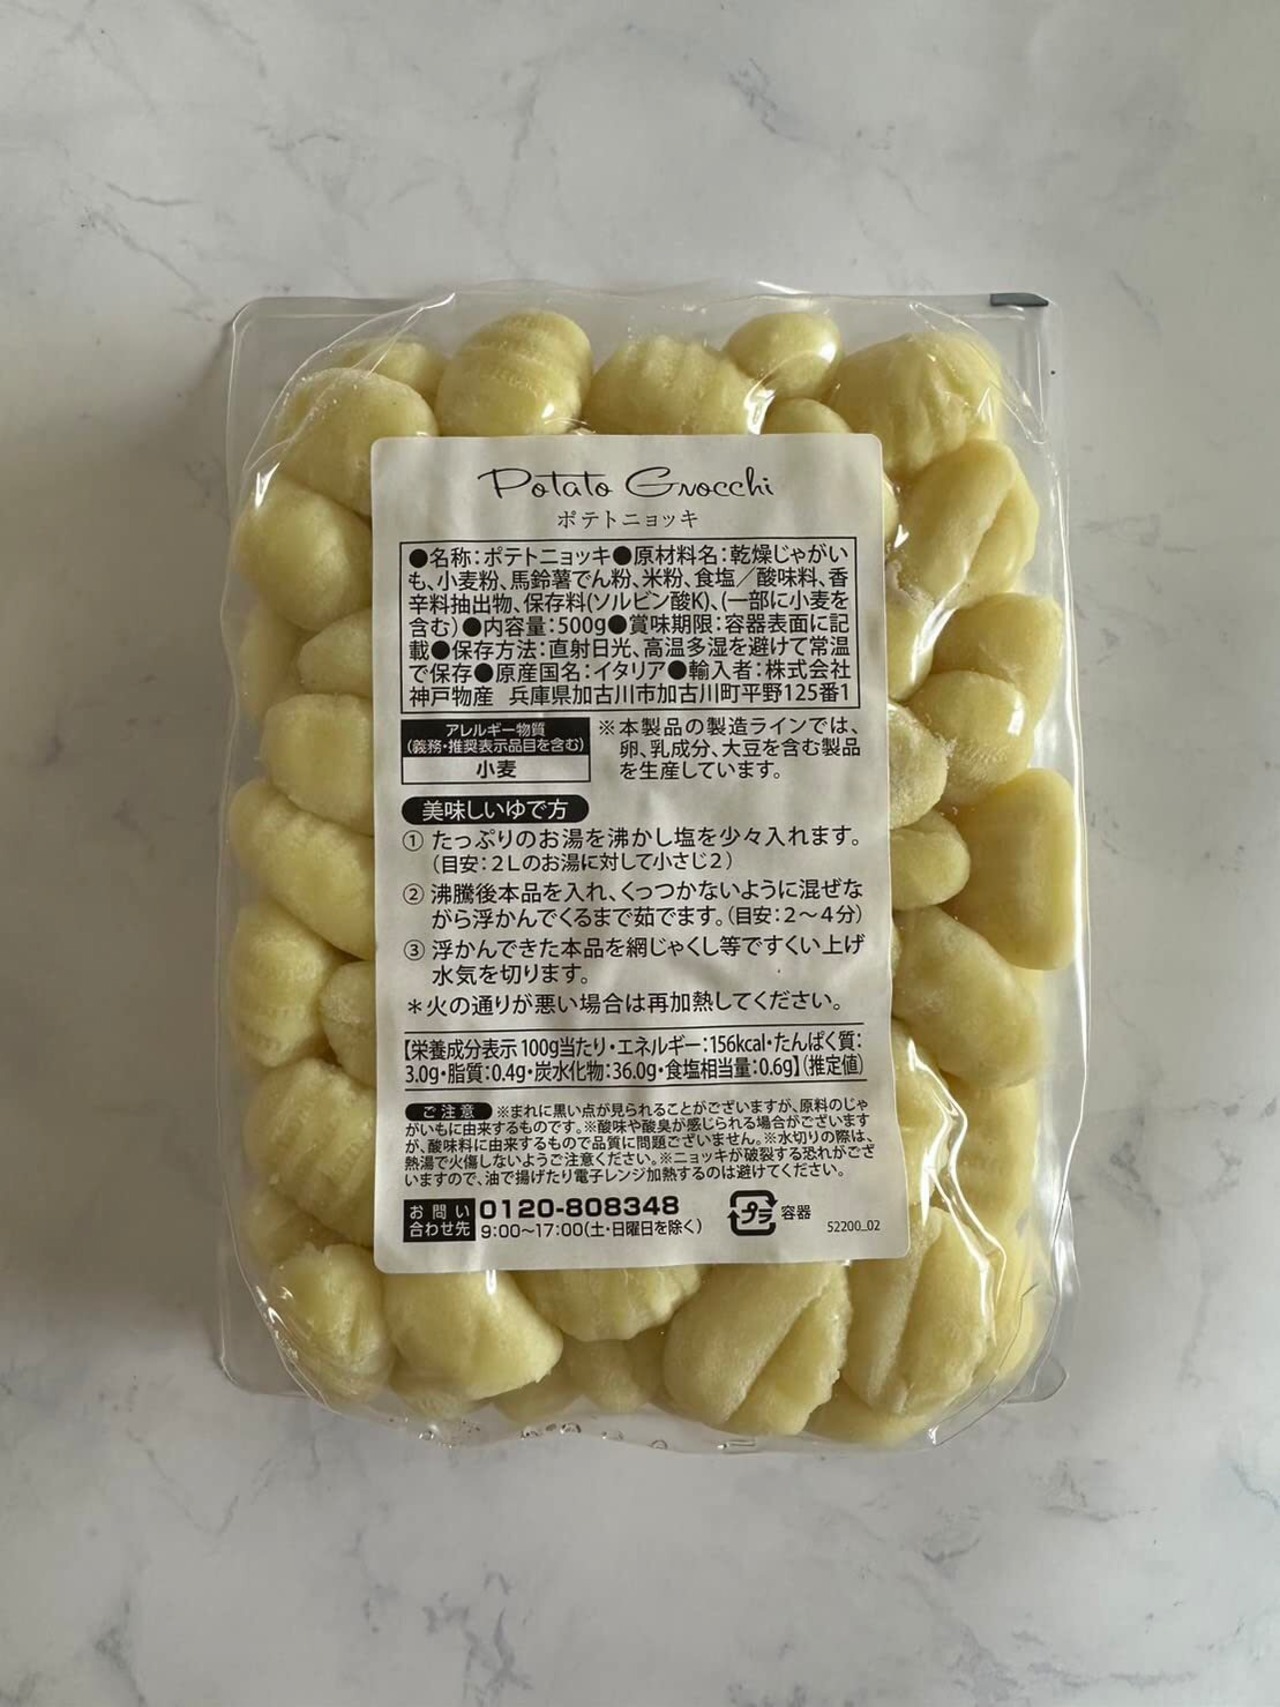 Potato Gnocchi
ポテトニョッキ
●名称：ポテトニョッキ●原材料名：乾燥じゃがい
も、小麦粉、馬鈴薯でん粉、米粉、食塩／酸味料、香
辛料抽出物、保存料(ソルビン酸K)、(一部に小麦を
含む)●内容量：500g●賞味期限：容器表面に記
載●保存方法：直射日光、高温多湿を避けて常温
で保存●原産国名：イタリア●輸入者：株式会社
神戸物産 兵庫県加古川市加古川町平野125番1
アレルギー物質
(義務・推奨表示品目を含む)
小麦
※本製品の製造ラインでは、
卵、乳成分、大豆を含む製品
を生産しています。
美味しいゆで方
① たっぷりのお湯を沸かし塩を少々入れます。
（目安：2Lのお湯に対して小さじ2）
② 沸騰後本品を入れ、くっつかないように混ぜな
がら浮かんでくるまで茹でます。（目安：2～4分）
③ 浮かんできた本品を網じゃくし等ですくい上げ
水気を切ります。
＊火の通りが悪い場合は再加熱してください。
【栄養成分表示 100g当たり・エネルギー：156kcal・たんぱく質：
3.0g・脂質：0.4g・炭水化物：36.0g・食塩相当量：0.6g】（推定値）
ご注意 ※まれに黒い点が見られることがございますが、原料のじゃ
がいもに由来するものです。※酸味や酸臭が感じられる場合がございます
が、酸味料に由来するもので品質に問題ございません。※水切りの際は、
熱湯で火傷しないようご注意ください。※ニョッキが破裂する恐れがござ
いますので、油で揚げたり電子レンジ加熱するのは避けてください。
お問い
合わせ先
0120-808348
9:00～17:00(土・日曜日を除く)
プラ 容器
S2200_02